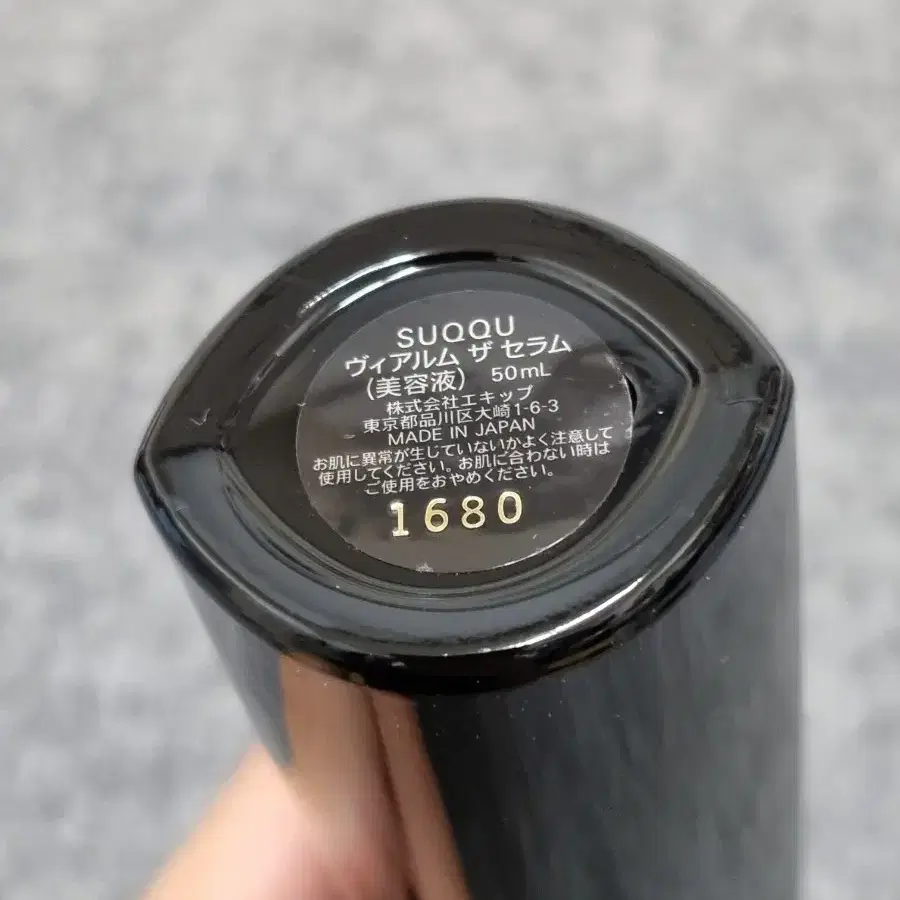 SUQQU
ヴィアルム ザ セラム
(美容液) 50mL
株式会社エキップ
東京都品川区大崎1-6-3
MADE IN JAPAN
お肌に異常が生じていないかよく注意して
使用してください。お肌に合わない時は
ご使用をおやめください。
1680